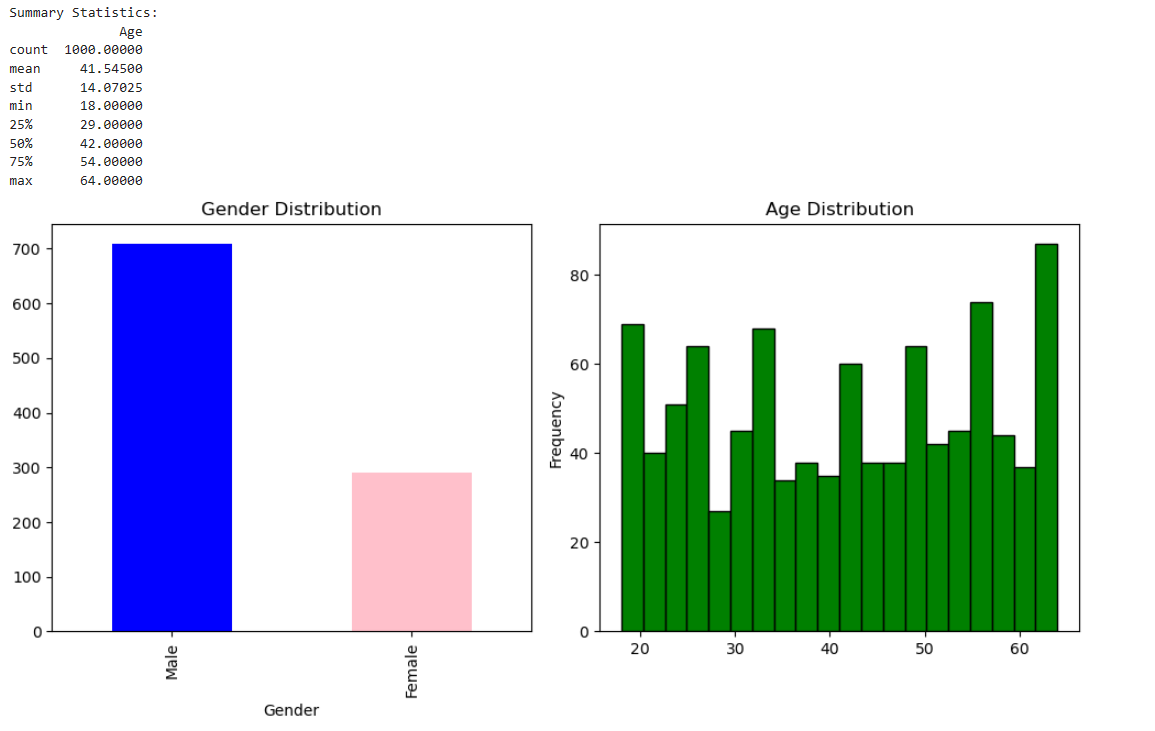 Summary Statistics:
Age
count 1000.00000
mean 41.54500
std 14.07025
min 18.00000
25% 29.00000
50% 42.00000
75% 54.00000
max 64.00000
Gender Distribution
700
600
500
400
300
200
100
0
Male
Female
Gender
Age Distribution
Frequency
80
60
40
20
0
20 30 40 50 60